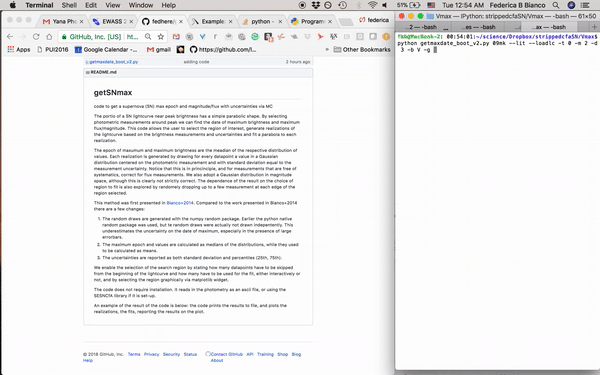 Terminal Shell Edit View Window Help
51% Tue 12:54 AM Federica B Bianco
Yana Ph
EWASS 2
fedhere/
Example
python -
Program
federica
GitHub, Inc. [US]
Apps
PUI2016
Google Calendar -
gmail
https://github.com/l...
Other Bookmarks
getmaxdate_boot_v2.py adding code 2 hours ago
README.md
getSNmax
code to get a supernova (SN) max epoch and magnitude/flux with uncertainties via MC
The portio of a SN lightcurve near peak brightness has a simple parabolic shape. By selecting
photometric measurements around peak we can find the date of maximum brightness and maximum
flux/magnitude. This code allows the user to select the region of interest, generate realizations of the
lightcurve based on the brightness measurements and uncertainties and fit a parabola to each
realization.
The epoch of maxumum and maximum brightness are the meadian of the respective distribution of
values. Each realization is generated by drawing for every datapoint a value in a Gaussian
distribution centered on the photometric measurement and with standard deviation equal to the
measurement uncertainty. Notice that this is in princicple, and for measurements that are free of
systematics, correct for flux measurements. We also adopt a Gaussian distribution in magnitude
space, although this is clearly not strictly correct. The dependence of the result on the choice of
region to fit is also explored by randomely dropping up to a few measurement at each edge of the
region selected.
This method was first presented in Bianco+2014. Compared to the work presented in Bianco+2014
there are a few changes:
1. The random draws are generated with the numpy random package. Earlier the python native
random package was used, but te random draws were actually not drawn independently. This
underestimates the uncertainty on the date of maximum, especially in the presence of large
errorbars.
2. The maximum epoch and values are calculated as medians of the distributions, while they used
to be calculated as means.
3. The uncertainties are reported as both standard deviation and percentiles (25th, 75th).
We enable the selection of the search region by stating how many datapoints have to be skipped
from the beginning of the lightcurve and how many have to be used for the fit, either interactively or
not, and by selecting the region graphically via matplotlib widget.
The code does not require installation. It reads in the photometry as an ascii file, or using the
SESNCfA library if it is set-up.
An example of the result of the code is below: the code prints the results to file, and plots the
realizations, the fits, reporting the results on the plot.
© 2018 GitHub, Inc. Terms Privacy Security Status Help
Contact GitHub API Training Shop Blog About
Vmax — IPython: strippedcfaSN/Vmax — -bash — 61×50
2 — -bash
...es — -bash
...ax — -bash
fbb@MacBook-2: 00:54:01:~/science/Dropbox/strippedcfaSN/Vmax$
python getmaxdate_boot_v2.py 09mk --lit --loadlc -t 0 -m 2 -d
3 -b V -g